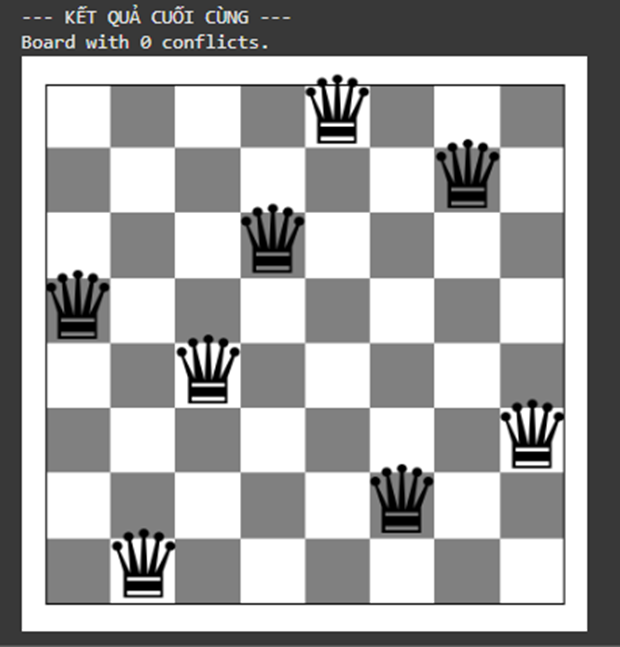 --- KẾT QUẢ CUỐI CÙNG ---
Board with 0 conflicts.